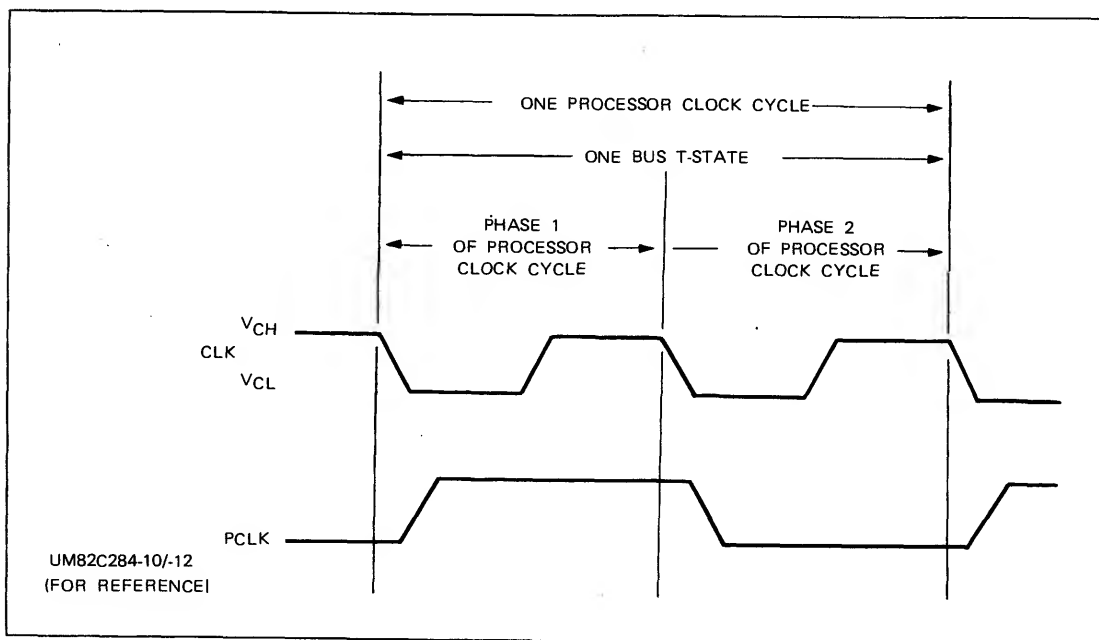 ONE PROCESSOR CLOCK CYCLE
ONE BUS T-STATE
PHASE 1
OF PROCESSOR
CLOCK CYCLE
PHASE 2
OF PROCESSOR
CLOCK CYCLE
VCH
CLK
VCL
PCLK
UM82C284-10/-12
(FOR REFERENCE)